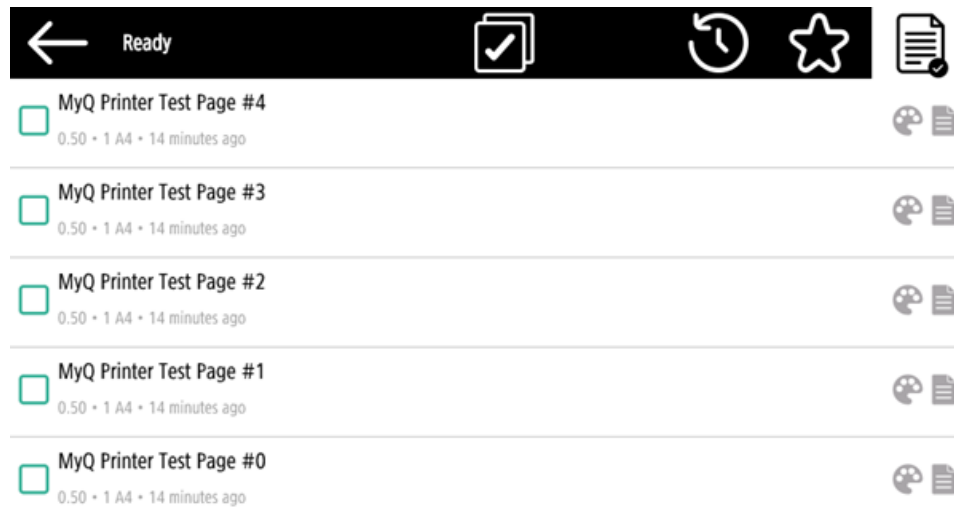 Ready
MyQ Printer Test Page #4
0.50 • 1 A4 • 14 minutes ago
MyQ Printer Test Page #3
0.50 • 1 A4 • 14 minutes ago
MyQ Printer Test Page #2
0.50 • 1 A4 • 14 minutes ago
MyQ Printer Test Page #1
0.50 • 1 A4 • 14 minutes ago
MyQ Printer Test Page #0
0.50 • 1 A4 • 14 minutes ago